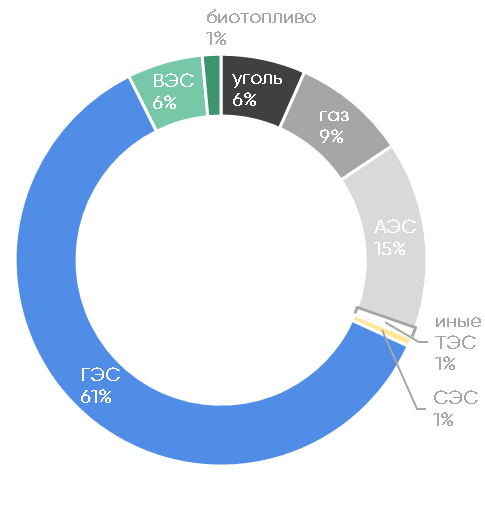 биотопливо
1%
уголь
6%
газ
9%
АЭС
15%
иные
ТЭС
1%
СЭС
1%
ГЭС
61%
ВЭС
6%